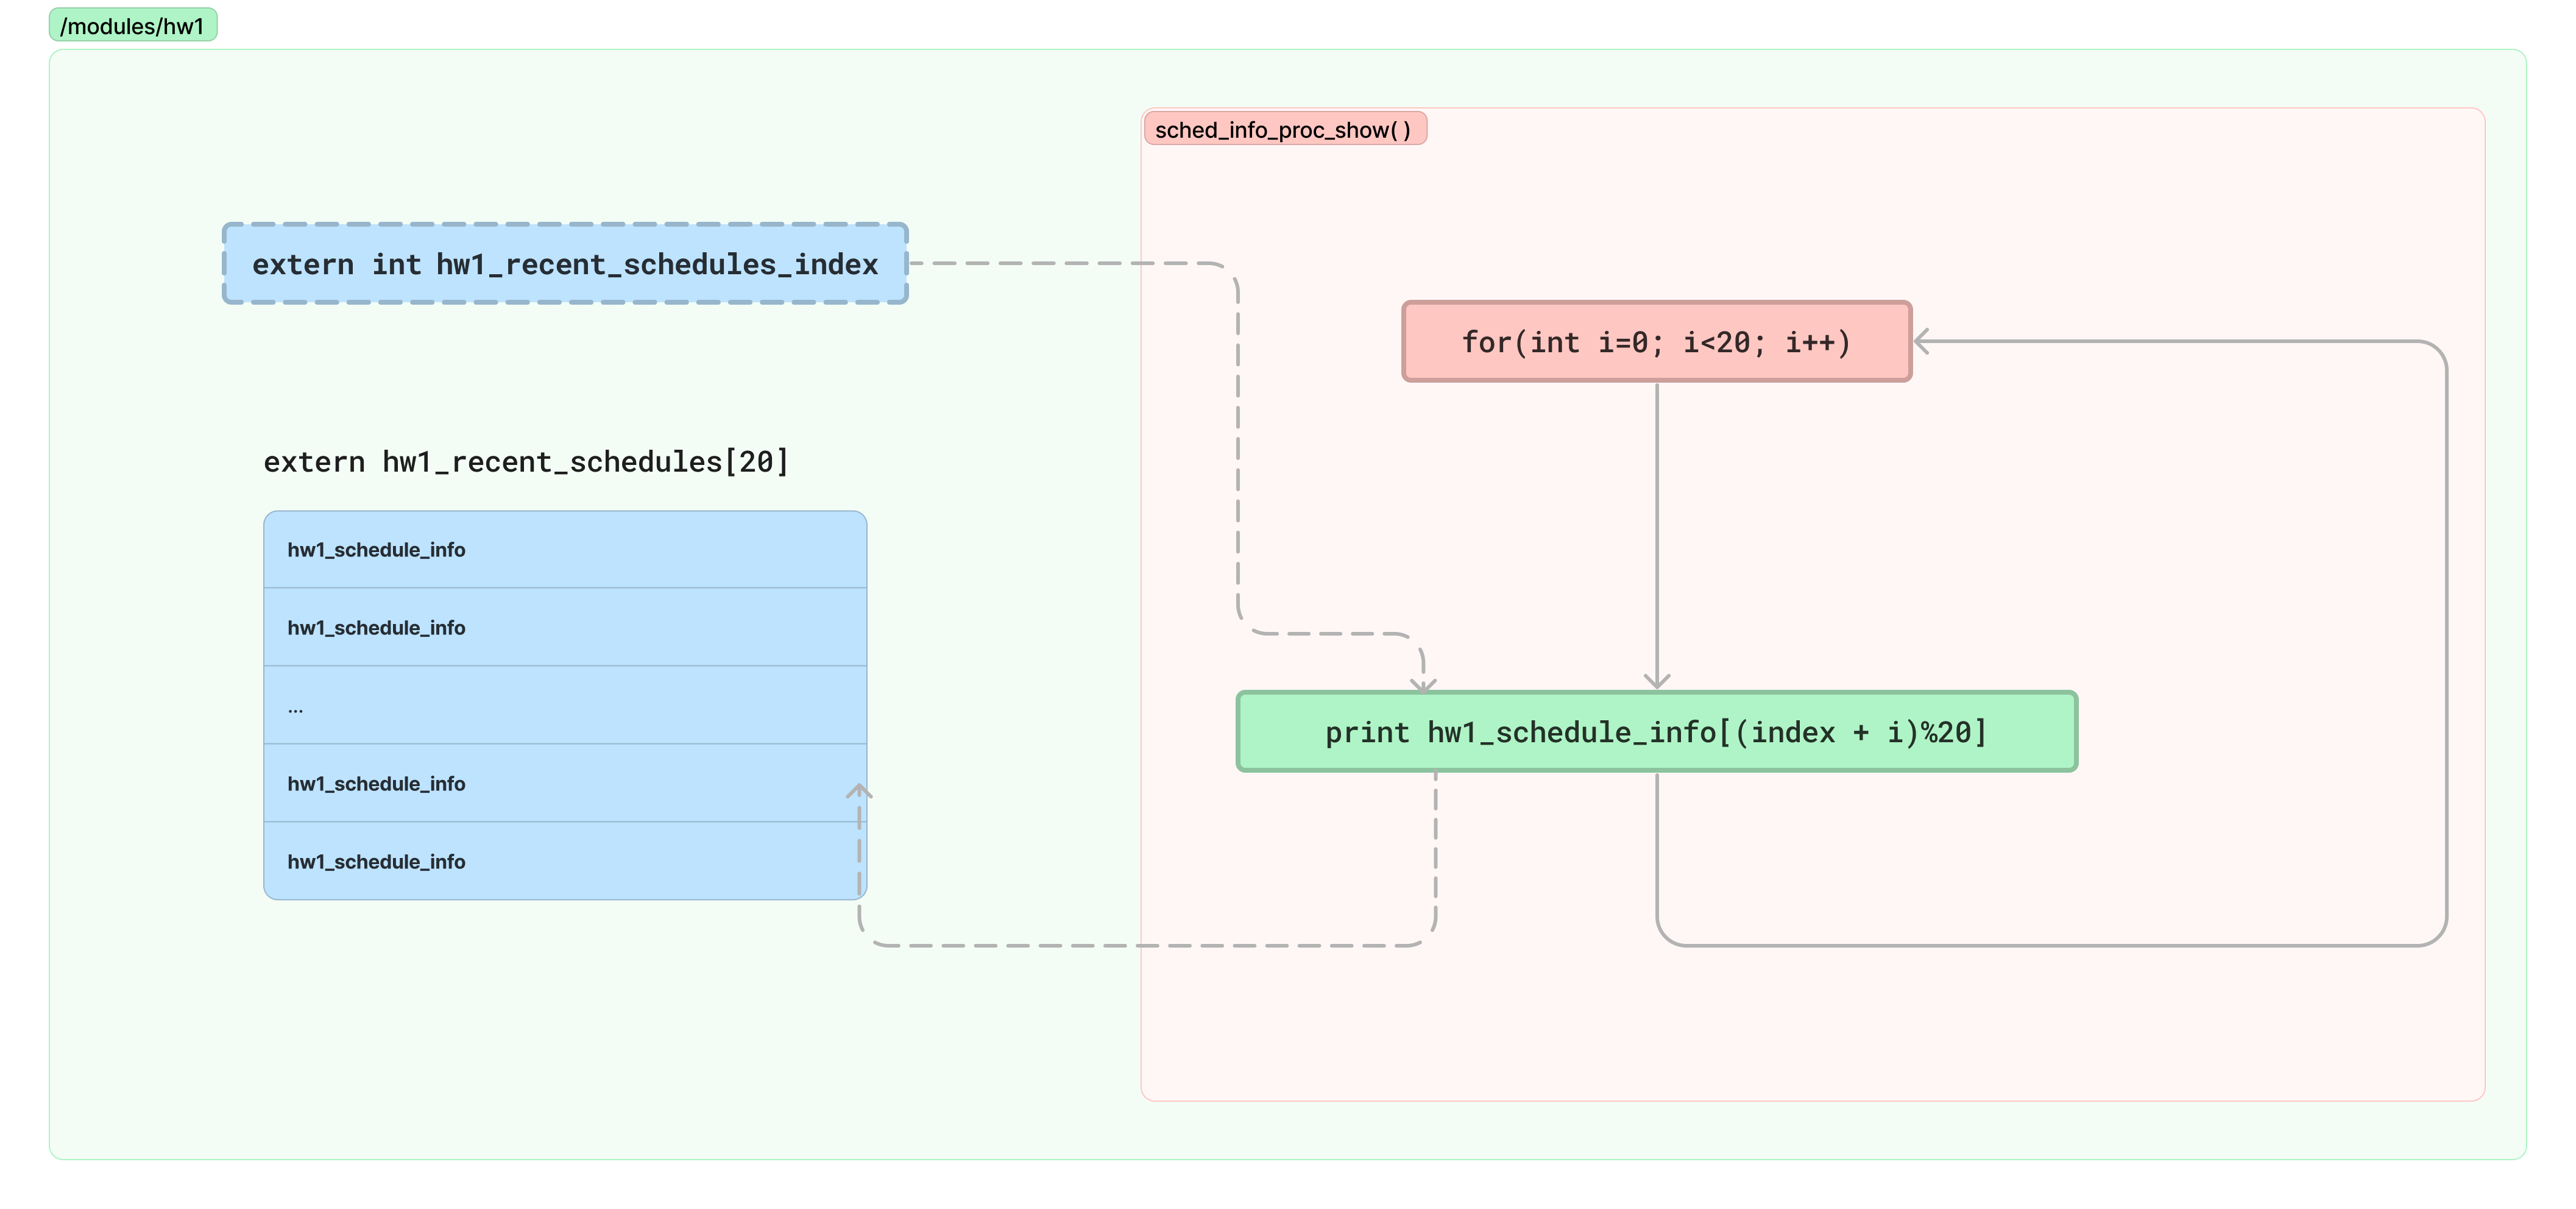 /modules/hw1
sched_info_proc_show( )
extern int hw1_recent_schedules_index
for(int i=0; i<20; i++)
extern hw1_recent_schedules[20]
hw1_schedule_info
hw1_schedule_info
...
hw1_schedule_info
hw1_schedule_info
print hw1_schedule_info[(index + i)%20]